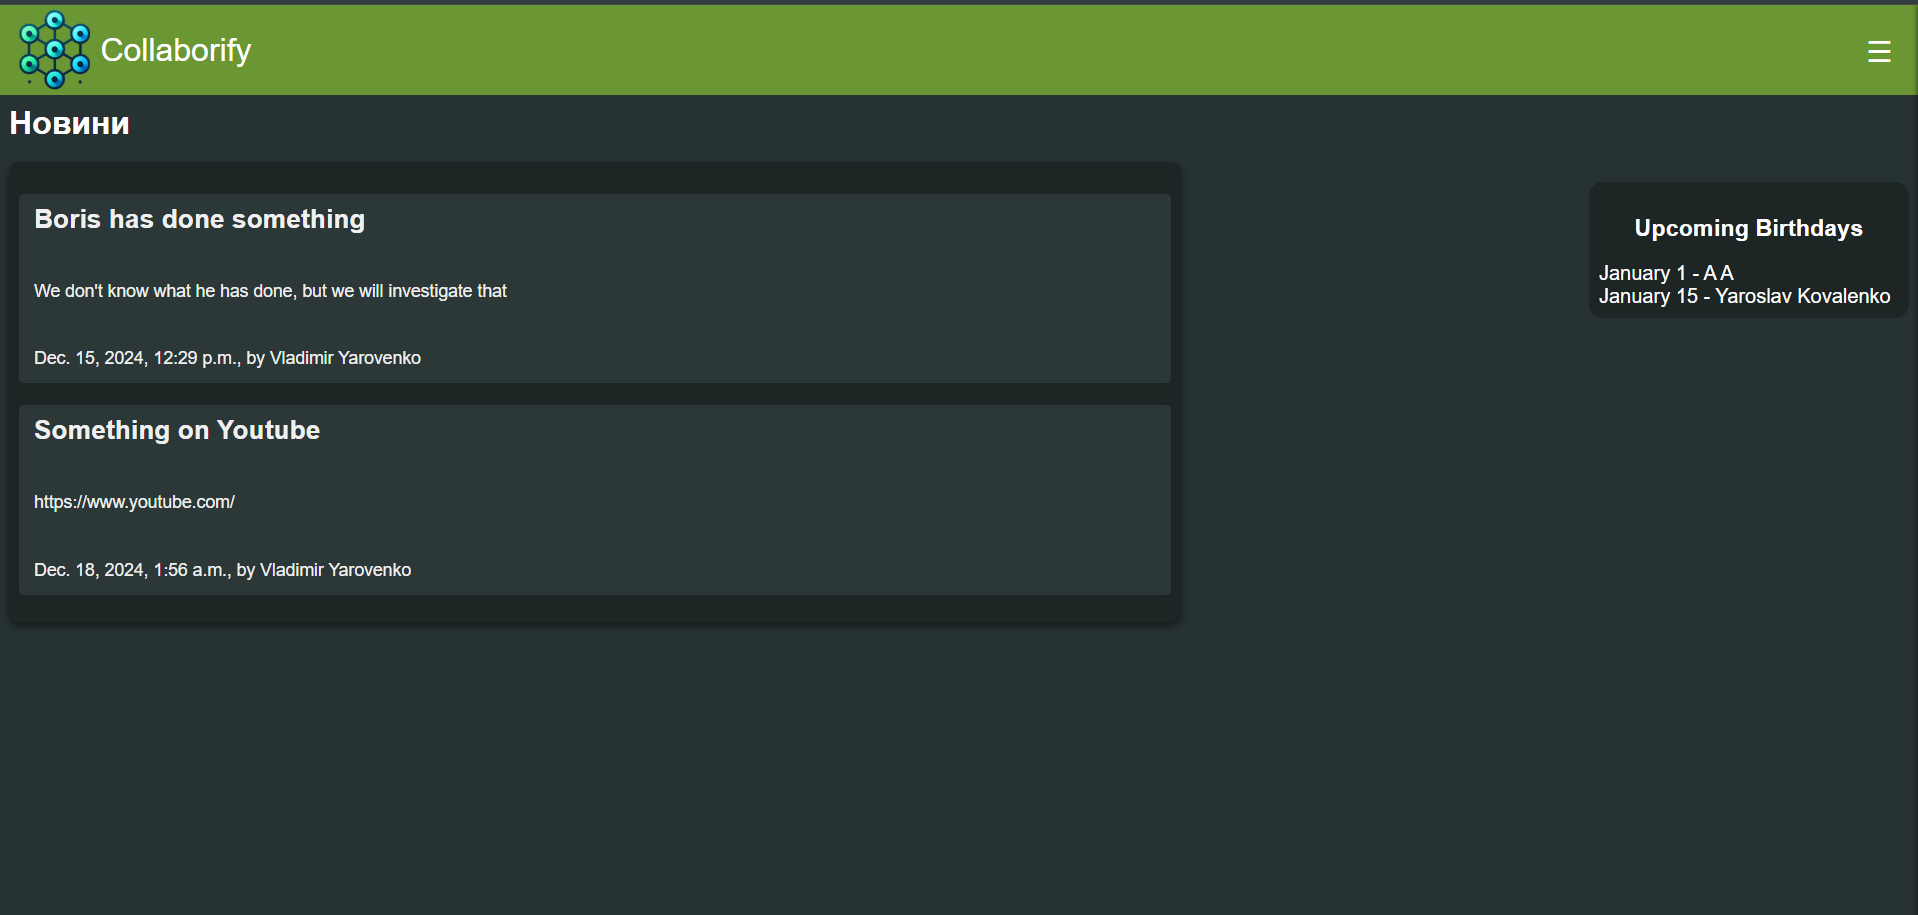 Collaborify
Новини
Boris has done something
We don't know what he has done, but we will investigate that
Dec. 15, 2024, 12:29 p.m., by Vladimir Yarovenko
Something on Youtube
https://www.youtube.com/
Dec. 18, 2024, 1:56 a.m., by Vladimir Yarovenko
Upcoming Birthdays
January 1 - A A
January 15 - Yaroslav Kovalenko